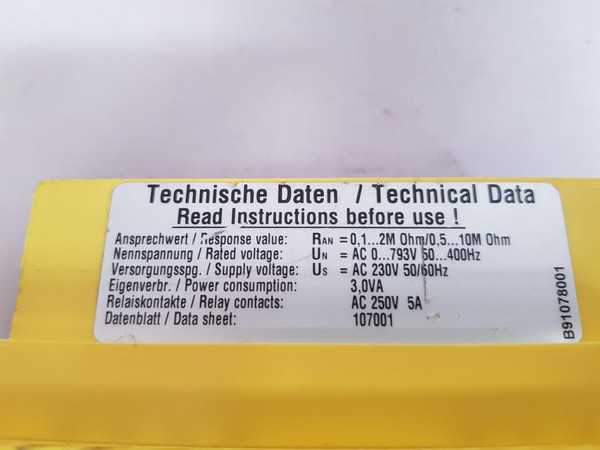 Technische Daten / Technical Data
Read Instructions before use !
Ansprechwert / Response value: RAN = 0,1...2M Ohm/0,5...10M Ohm
Nennspannung / Rated voltage: UN = AC 0...793V 50...400Hz
Versorgungsspg. / Supply voltage: US = AC 230V 50/60Hz
Eigenverbr. / Power consumption: 3,0VA
Relaiskontakte / Relay contacts: AC 250V 5A
Datenblatt / Data sheet: 107001
B91078001